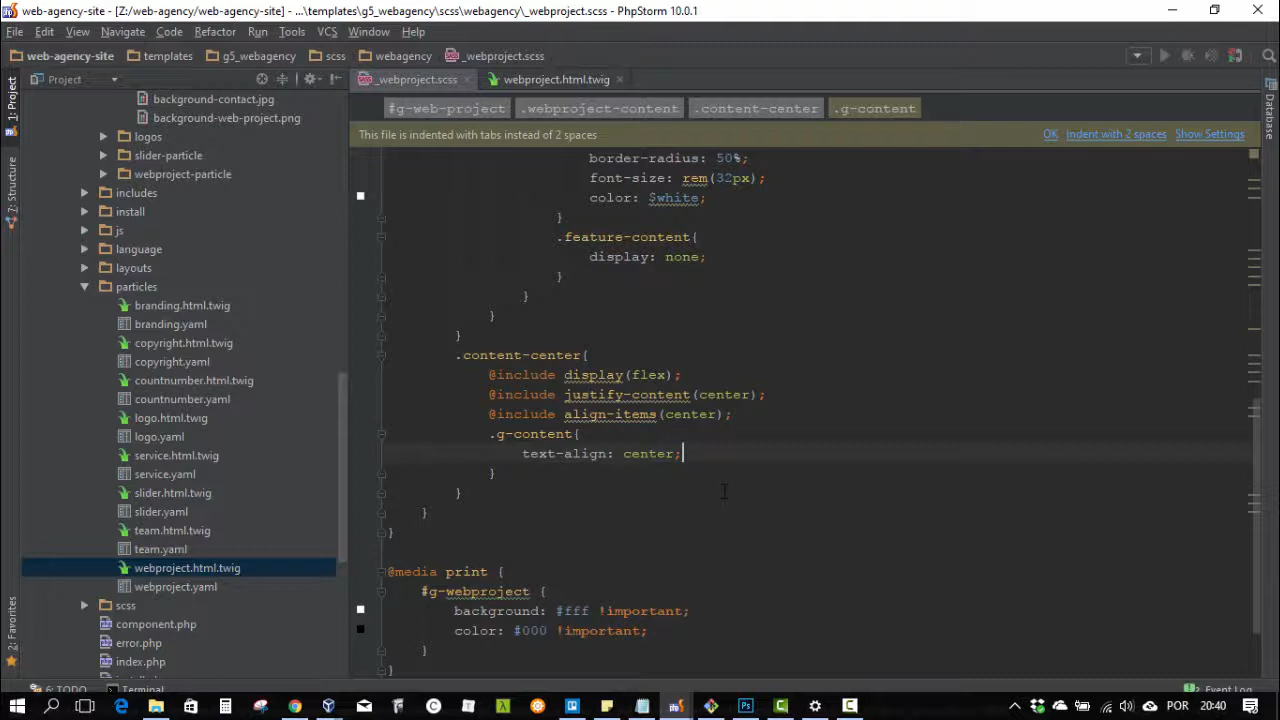 web-agency-site - [Z:/web-agency/web-agency-site] - ...\templates\g5_webagency\scss\webagency\_webproject.scss - PhpStorm 10.0.1
File Edit View Navigate Code Refactor Run Tools VCS Window Help
web-agency-site templates g5_webagency scss webagency _webproject.scss
Project _webproject.scss webproject.html.twig
1: Project
7: Structure
2: Favorites
Database
background-contact.jpg
background-web-project.png
logos
slider-particle
webproject-particle
includes
install
js
language
layouts
particles
branding.html.twig
branding.yaml
copyright.html.twig
copyright.yaml
countnumber.html.twig
countnumber.yaml
logo.html.twig
logo.yaml
service.html.twig
service.yaml
slider.html.twig
slider.yaml
team.html.twig
team.yaml
webproject.html.twig
webproject.yaml
scss
component.php
error.php
index.php
#g-web-project .webproject-content .content-center .g-content
This file is indented with tabs instead of 2 spaces OK Indent with 2 spaces Show Settings
border-radius: 50%;
font-size: rem(32px);
color: $white;
}
.feature-content{
display: none;
}
}
}
}
.content-center{
@include display(flex);
@include justify-content(center);
@include align-items(center);
.g-content{
text-align: center;
}
}
}
}
@media print {
#g-webproject {
background: #fff !important;
color: #000 !important;
}
}
6: TODO Terminal Event Log
POR 20:40